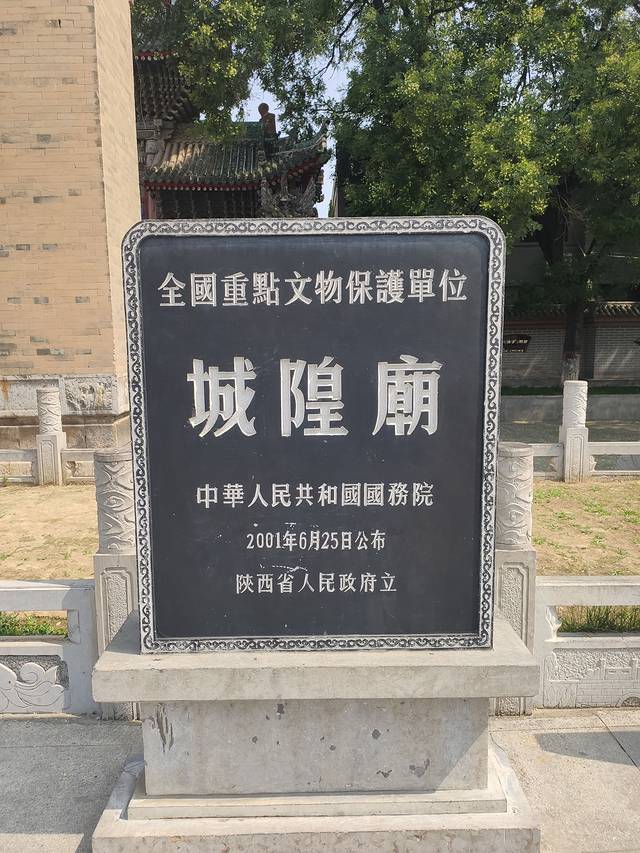 全國重點文物保護單位
城隍廟
中華人民共和國國務院
2001年6月25日公布
陝西省人民政府立